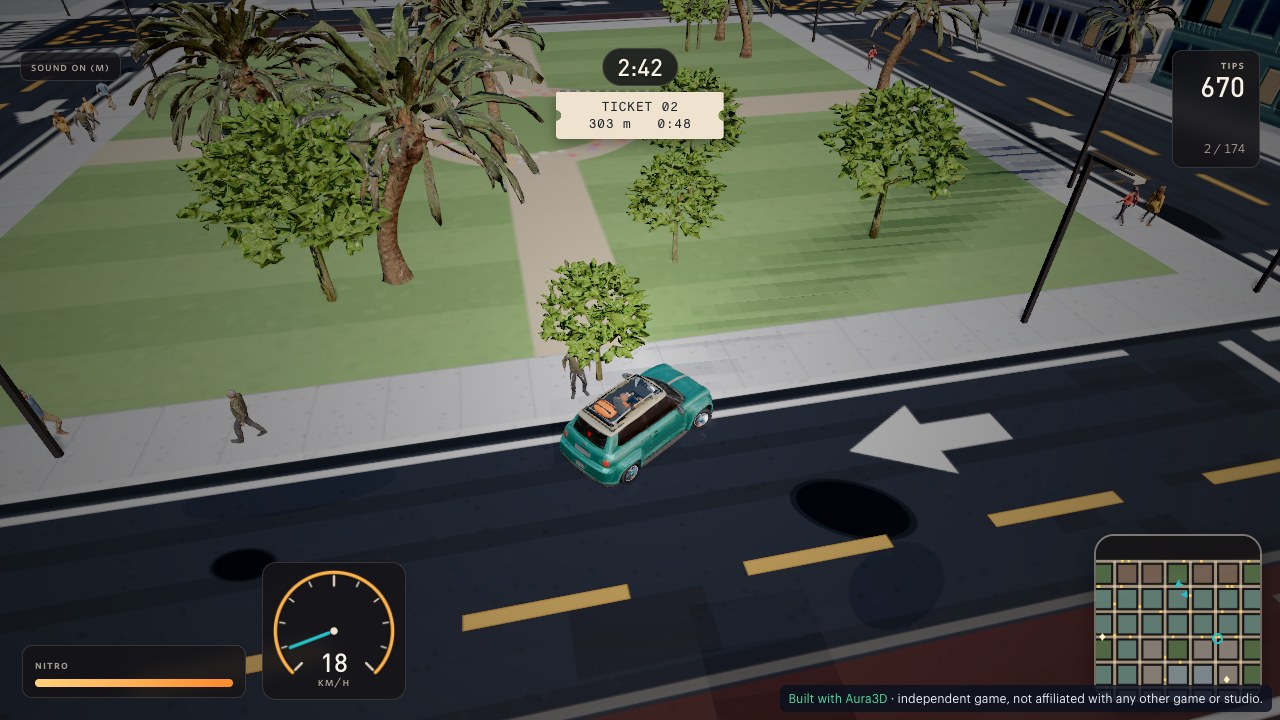 SOUND ON (M)
2:42
TICKET 02
303 m 0:48
TIPS
670
2 / 174
NITRO
18
KM/H
Built with Aura3D · independent game, not affiliated with any other game or studio.